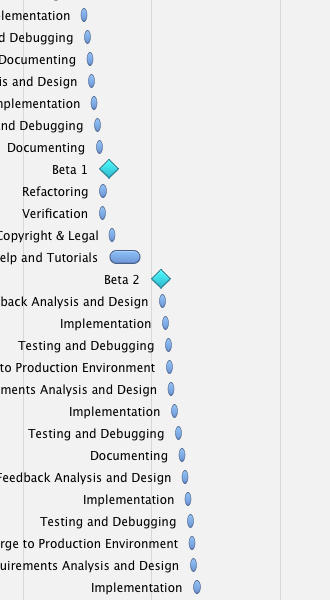 lementation
d Debugging
Documenting
is and Design
nplementation
nd Debugging
Documenting
Beta 1
Refactoring
Verification
Copyright & Legal
elp and Tutorials
Beta 2
back Analysis and Design
Implementation
Testing and Debugging
to Production Environment
ments Analysis and Design
Implementation
Testing and Debugging
Documenting
Feedback Analysis and Design
Implementation
Testing and Debugging
rge to Production Environment
uirements Analysis and Design
Implementation